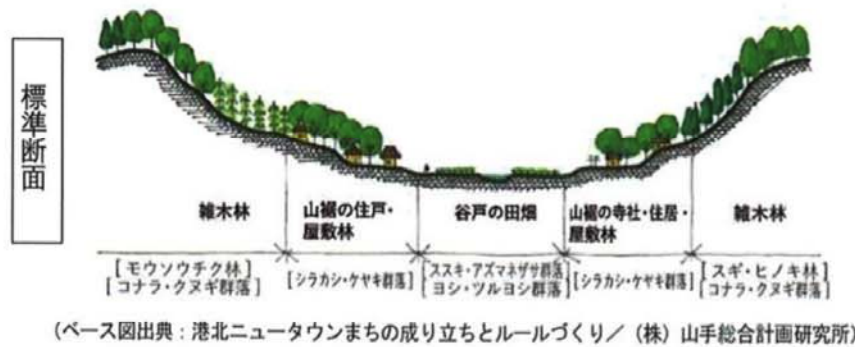 標準断面
雑木林
山裾の住戸・
屋敷林
谷戸の田畑
山裾の寺社・住居・
屋敷林
雑木林
[モウソウチク林]
[コナラ・クヌギ群落]
[シラカシ・ケヤキ群落]
[ススキ・アズマネザサ群落]
[ヨシ・ツルヨシ群落]
[シラカシ・ケヤキ群落]
[スギ・ヒノキ林]
[コナラ・クヌギ群落]
(ベース図出典:港北ニュータウンまちの成り立ちとルールづくり/(株)山手総合計画研究所)